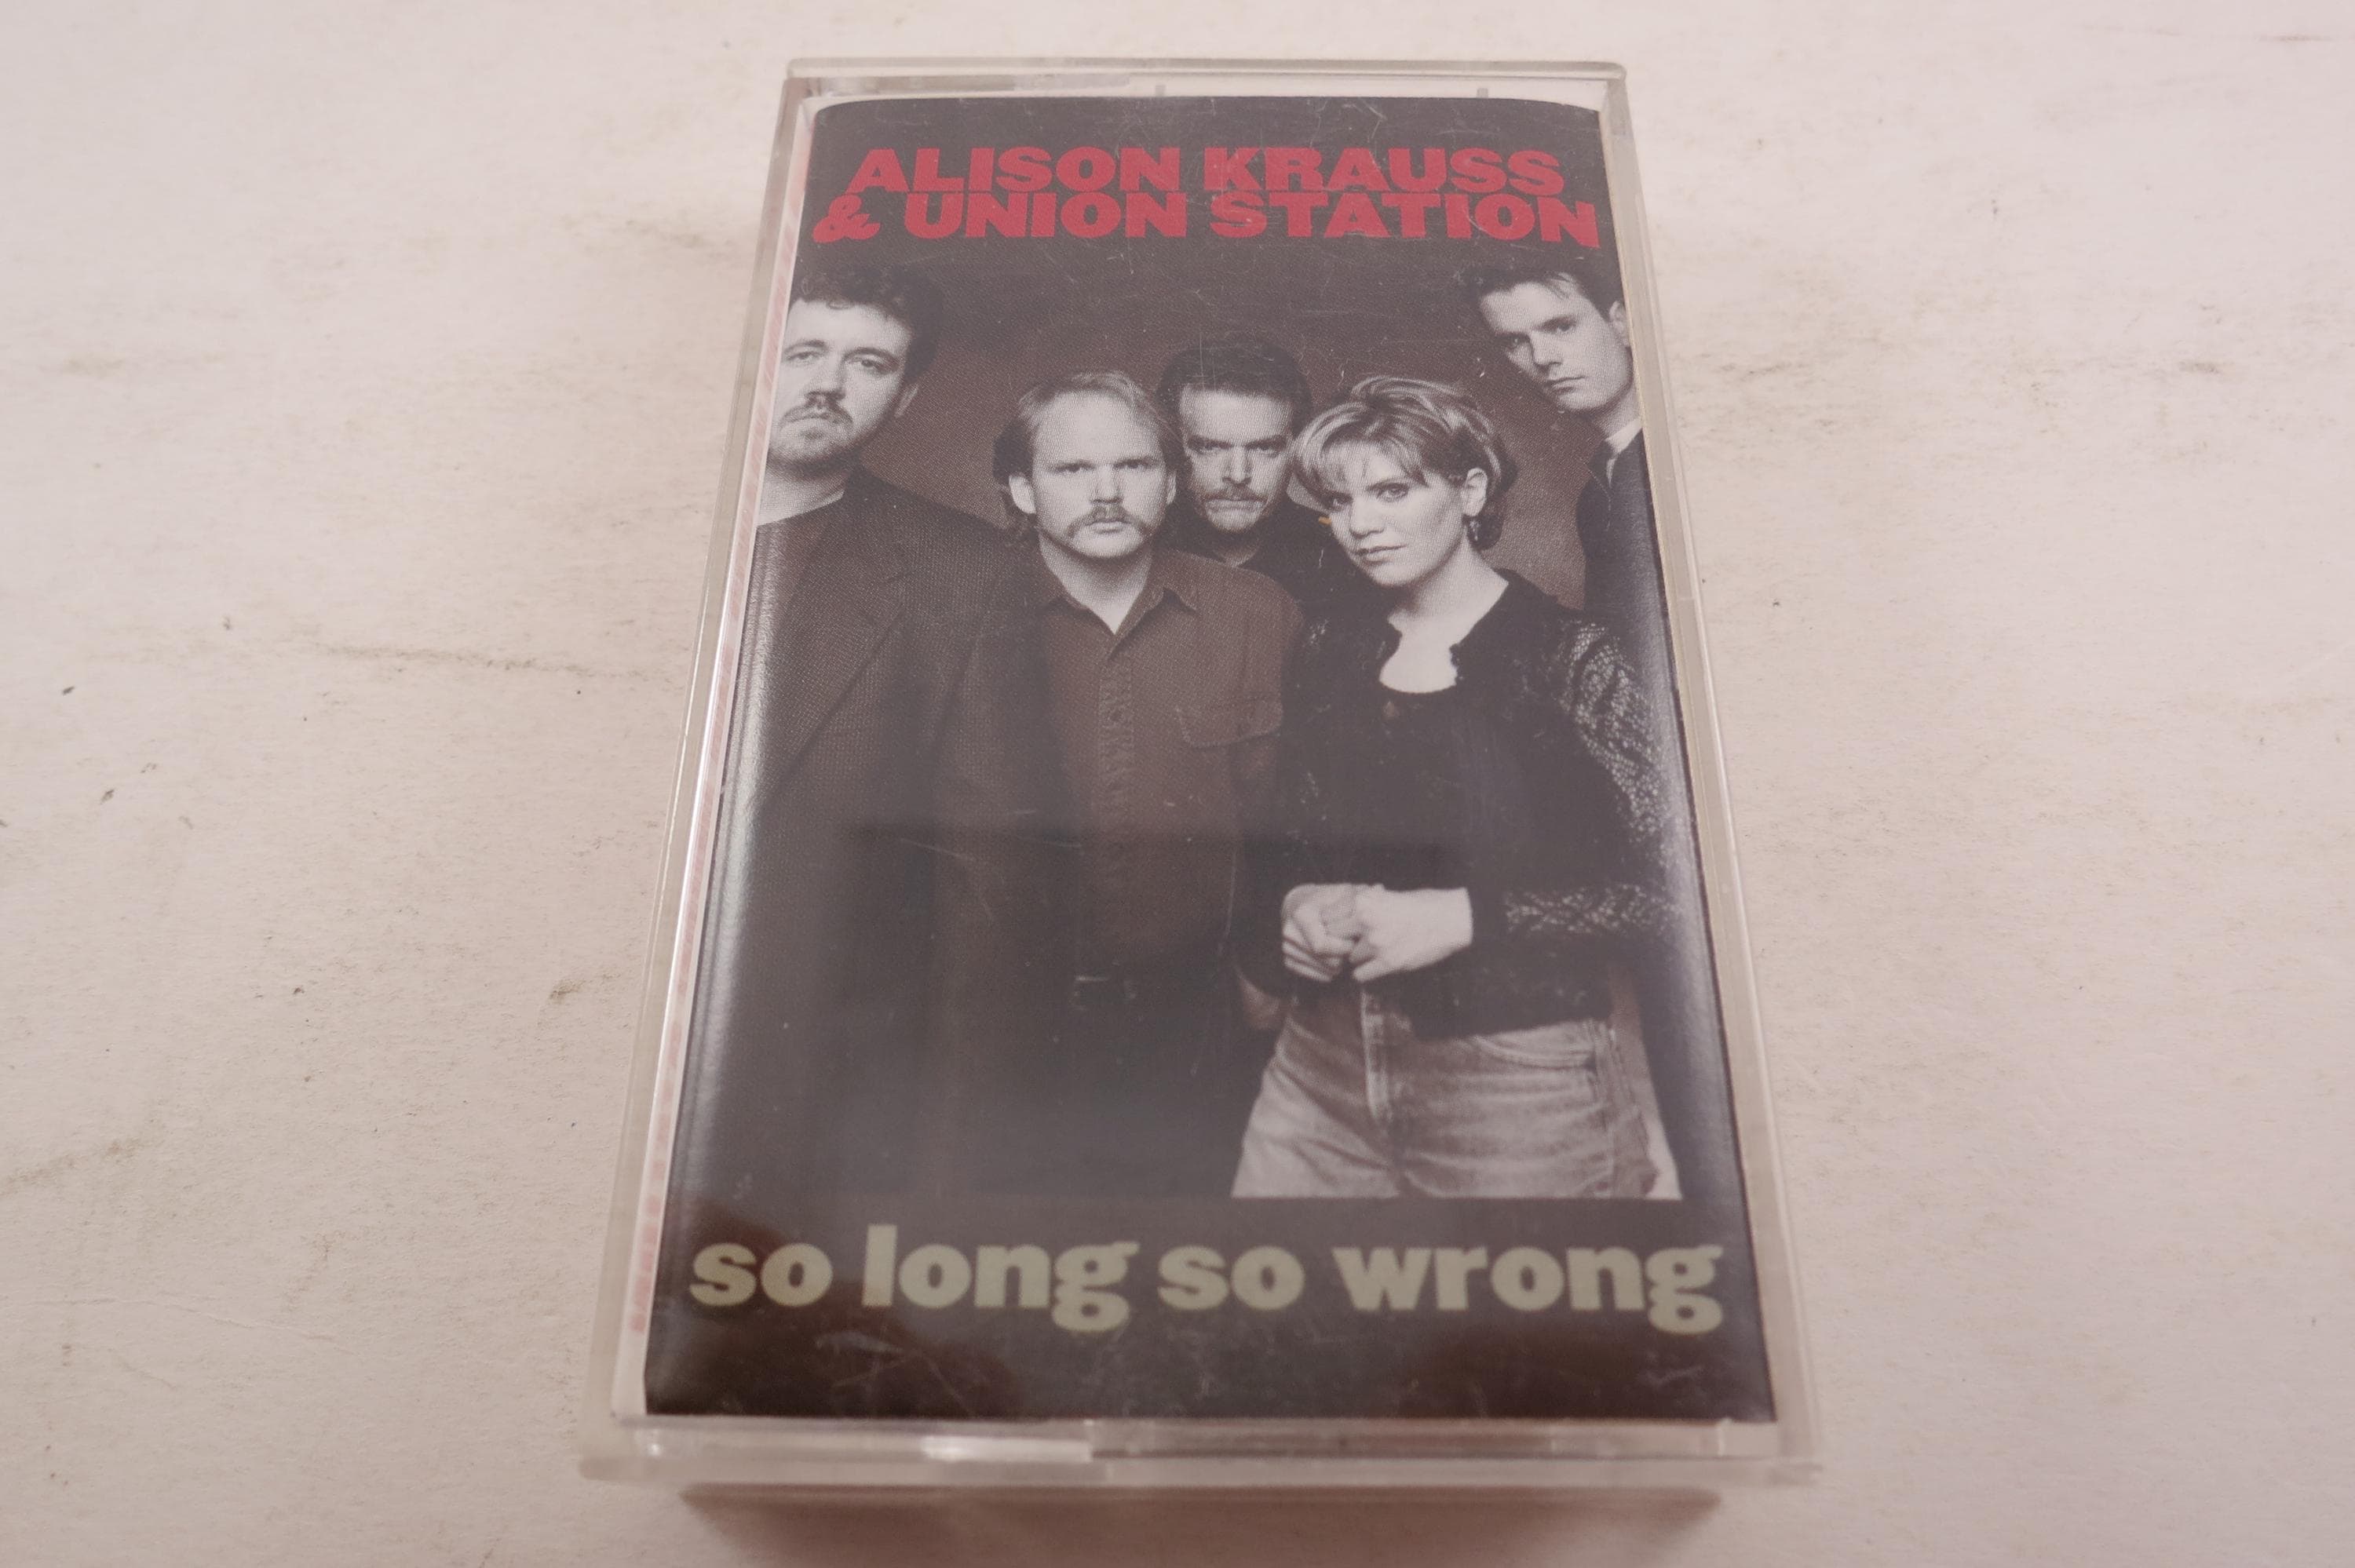 ALISON KRAUSS
& UNION STATION
so long so wrong